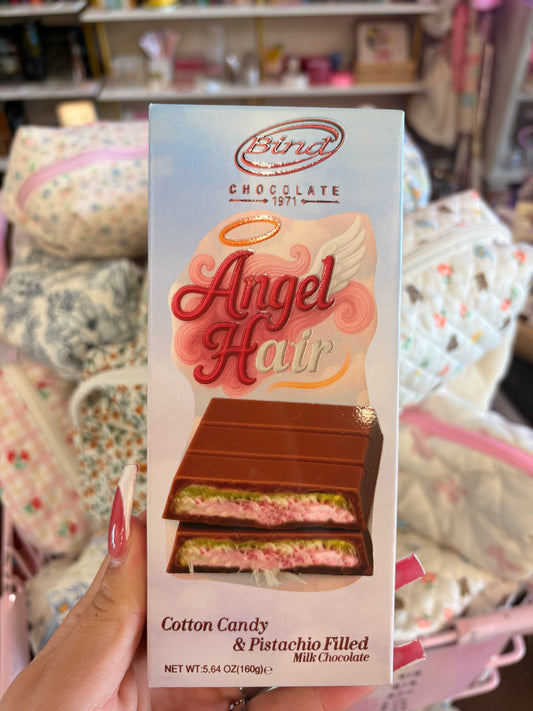 Bind
CHOCOLATE
1971
Angel
Hair
Cotton Candy
& Pistachio Filled
Milk Chocolate
NET WT:5,64 OZ(160g)e